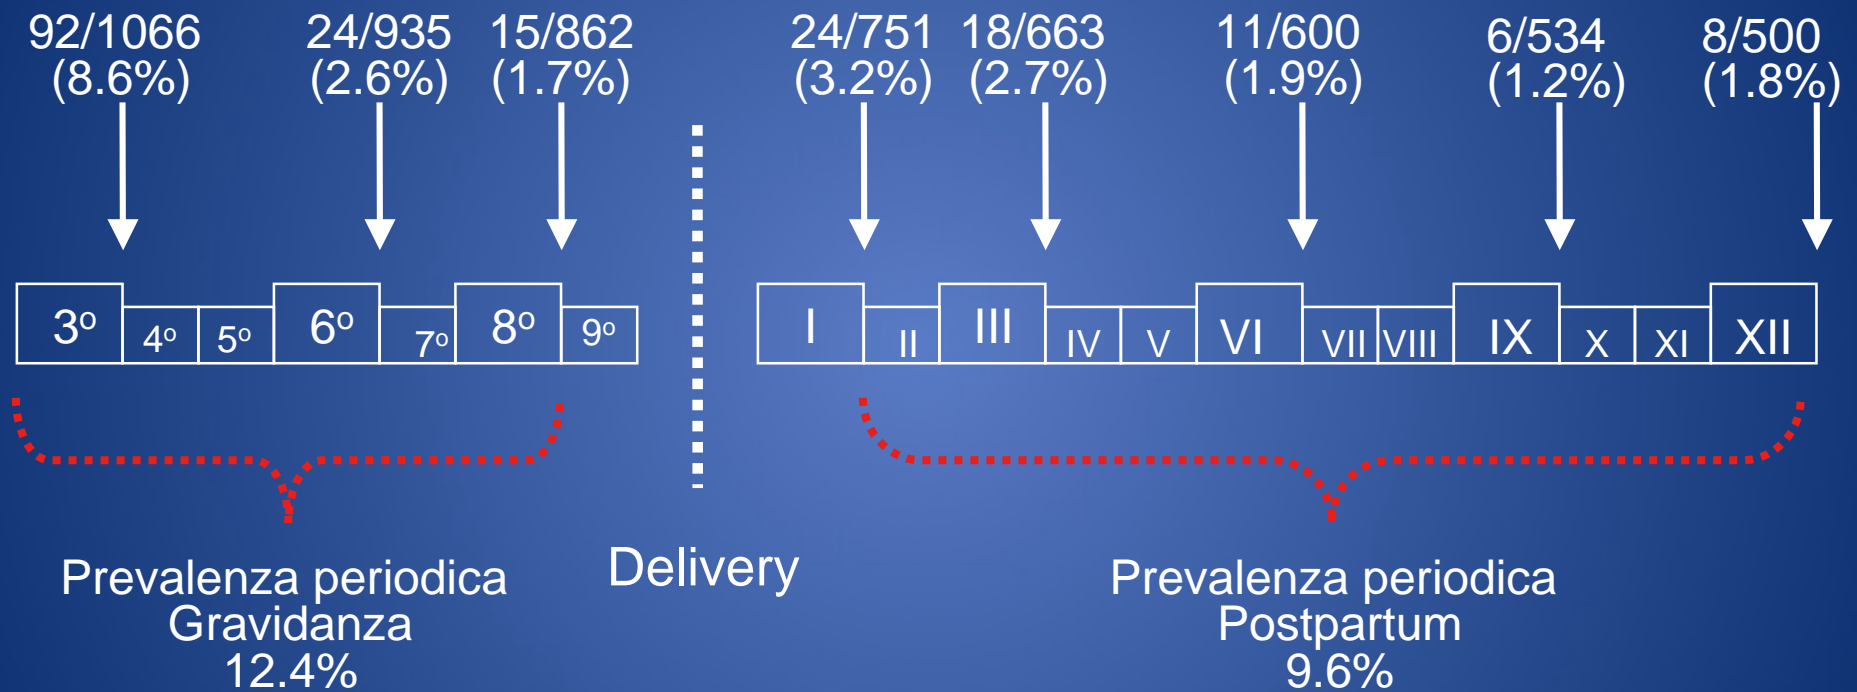 92/1066
(8.6%)
24/935
(2.6%)
15/862
(1.7%)
24/751
(3.2%)
18/663
(2.7%)
11/600
(1.9%)
6/534
(1.2%)
8/500
(1.8%)
3º
4º
5º
6º
7º
8º
9º
I
II
III
IV
V
VI
VII
VIII
IX
X
XI
XII
Prevalenza periodica
Gravidanza
12.4%
Delivery
Prevalenza periodica
Postpartum
9.6%